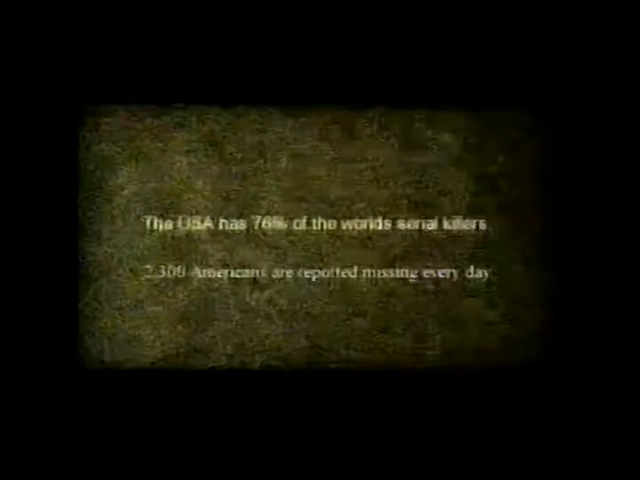 The USA has 76% of the worlds serial killers
2,300 Americans are reported missing every day